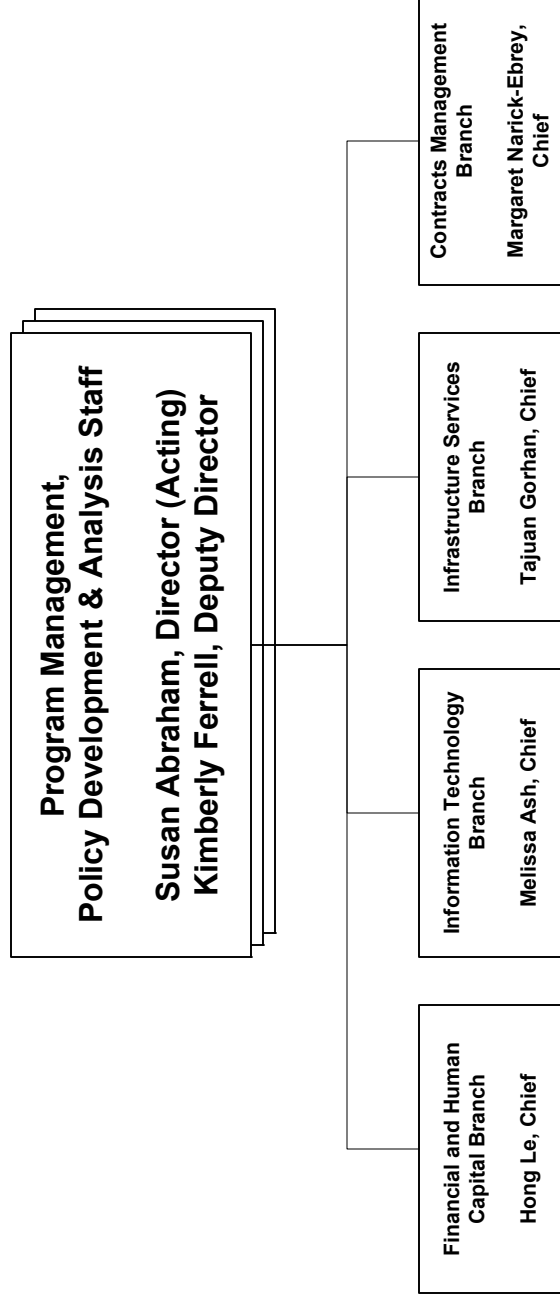 Program Management,
Policy Development & Analysis Staff
Susan Abraham, Director (Acting)
Kimberly Ferrell, Deputy Director
Financial and Human
Capital Branch
Hong Le, Chief
Information Technology
Branch
Melissa Ash, Chief
Infrastructure Services
Branch
Tajuan Gorhan, Chief
Contracts Management
Branch
Margaret Narick-Ebrey,
Chief